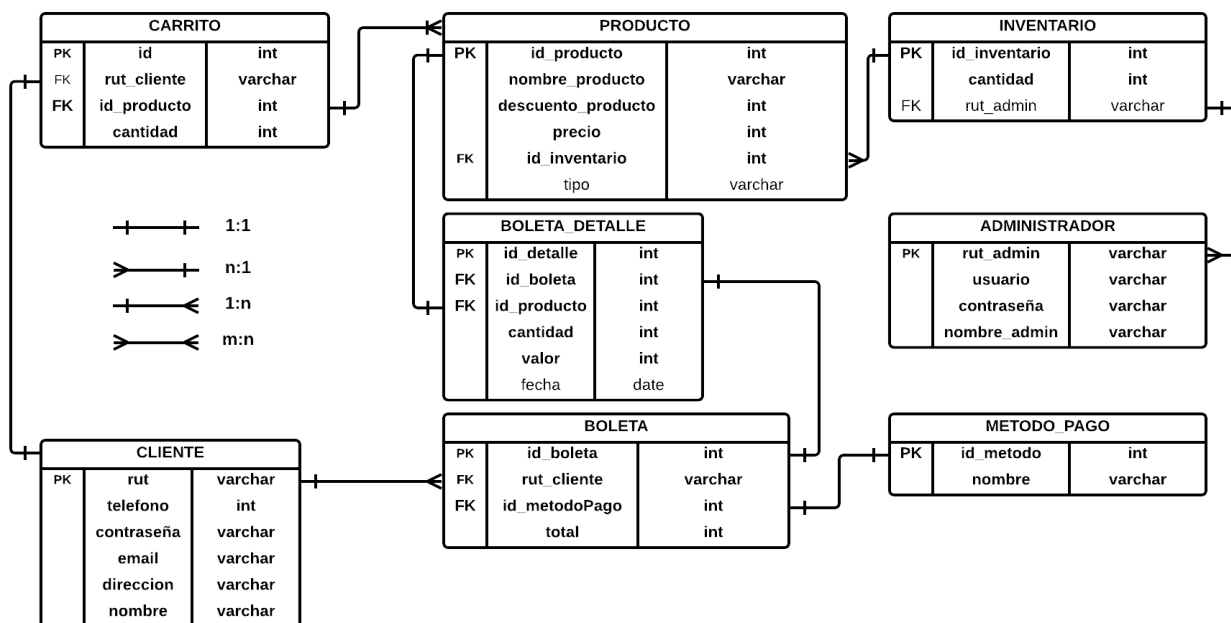 CARRITO
PK id int
FK rut_cliente varchar
FK id_producto int
cantidad int
PRODUCTO
PK id_producto int
nombre_producto varchar
descuento_producto int
precio int
FK id_inventario int
tipo varchar
INVENTARIO
PK id_inventario int
cantidad int
FK rut_admin varchar
1:1
n:1
1:n
m:n
BOLETA_DETALLE
PK id_detalle int
FK id_boleta int
FK id_producto int
cantidad int
valor int
fecha date
ADMINISTRADOR
PK rut_admin varchar
usuario varchar
contraseña varchar
nombre_admin varchar
CLIENTE
PK rut varchar
telefono int
contraseña varchar
email varchar
direccion varchar
nombre varchar
BOLETA
PK id_boleta int
FK rut_cliente varchar
FK id_metodoPago int
total int
METODO_PAGO
PK id_metodo int
nombre varchar